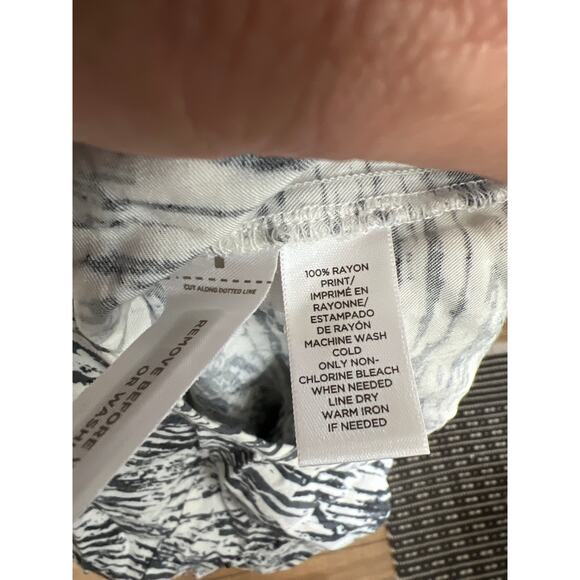 100% RAYON
PRINT/
IMPRIMÉ EN
RAYONNE/
ESTAMPADO
DE RAYÓN
MACHINE WASH
COLD
ONLY NON-
CHLORINE BLEACH
WHEN NEEDED
LINE DRY
WARM IRON
IF NEEDED
CUT ALONG DOTTED LINE
REMOVE BEFORE
OR